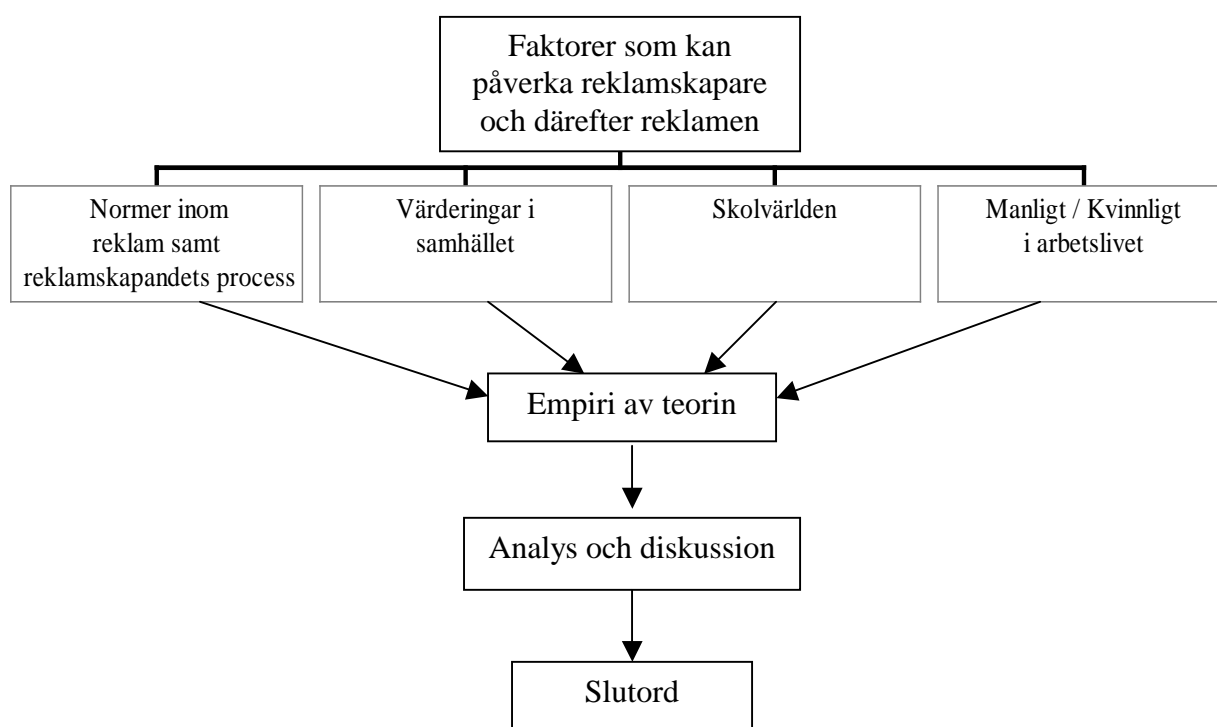 Faktorer som kan
påverka reklamskapare
och därefter reklamen
Normer inom
reklam samt
reklamskapandets process
Värderingar i
samhället
Skolvärlden
Manligt / Kvinnligt
i arbetslivet
Empiri av teorin
Analys och diskussion
Slutord